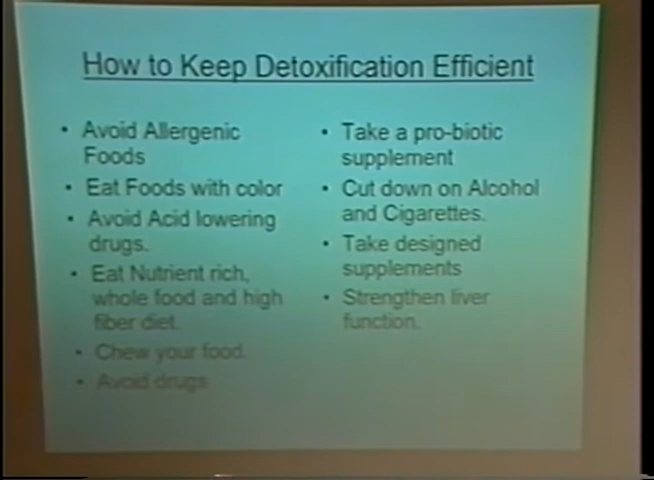 How to Keep Detoxification Efficient
• Avoid Allergenic
Foods
• Eat Foods with color
• Avoid Acid lowering
drugs.
• Eat Nutrient rich,
whole food and high
fiber diet.
• Chew your food.
• Avoid drugs
• Take a pro-biotic
supplement
• Cut down on Alcohol
and Cigarettes.
• Take designed
supplements
• Strengthen liver
function.